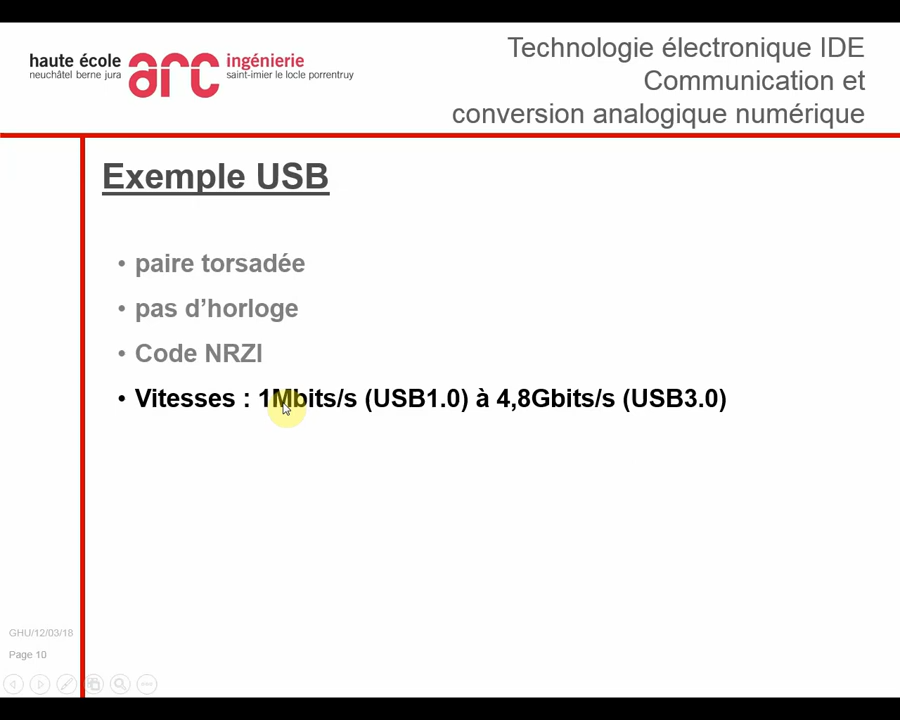 haute école
neuchâtel berne jura
arc
ingénierie
saint-imier le locle porrentruy
Technologie électronique IDE
Communication et
conversion analogique numérique
Exemple USB
• paire torsadée
• pas d’horloge
• Code NRZI
• Vitesses : 1Mbits/s (USB1.0) à 4,8Gbits/s (USB3.0)
GHU/12/03/18
Page 10